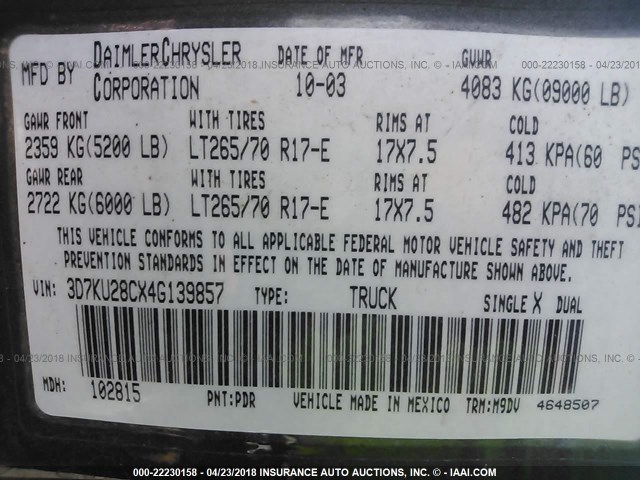 MFD BY DAIMLERCHRYSLER CORPORATION DATE OF MFR 10-03 GVWR 4083 KG(09000 LB)
GAWR FRONT WITH TIRES RIMS AT COLD
2359 KG(5200 LB) LT265/70 R17-E 17X7.5 413 KPA(60 PSI
GAWR REAR WITH TIRES RIMS AT COLD
2722 KG(6000 LB) LT265/70 R17-E 17X7.5 482 KPA(70 PSI
THIS VEHICLE CONFORMS TO ALL APPLICABLE FEDERAL MOTOR VEHICLE SAFETY AND THEFT
PREVENTION STANDARDS IN EFFECT ON THE DATE OF MANUFACTURE SHOWN ABOVE.
VIN: 3D7KU28CX4G139857 TYPE: TRUCK SINGLE X DUAL
MDH: 102815 PNT:PDR VEHICLE MADE IN MEXICO TRM:M9DV 4648507
000-22230158 - 04/23/2018 INSURANCE AUTO AUCTIONS, INC. - © IAAI.COM